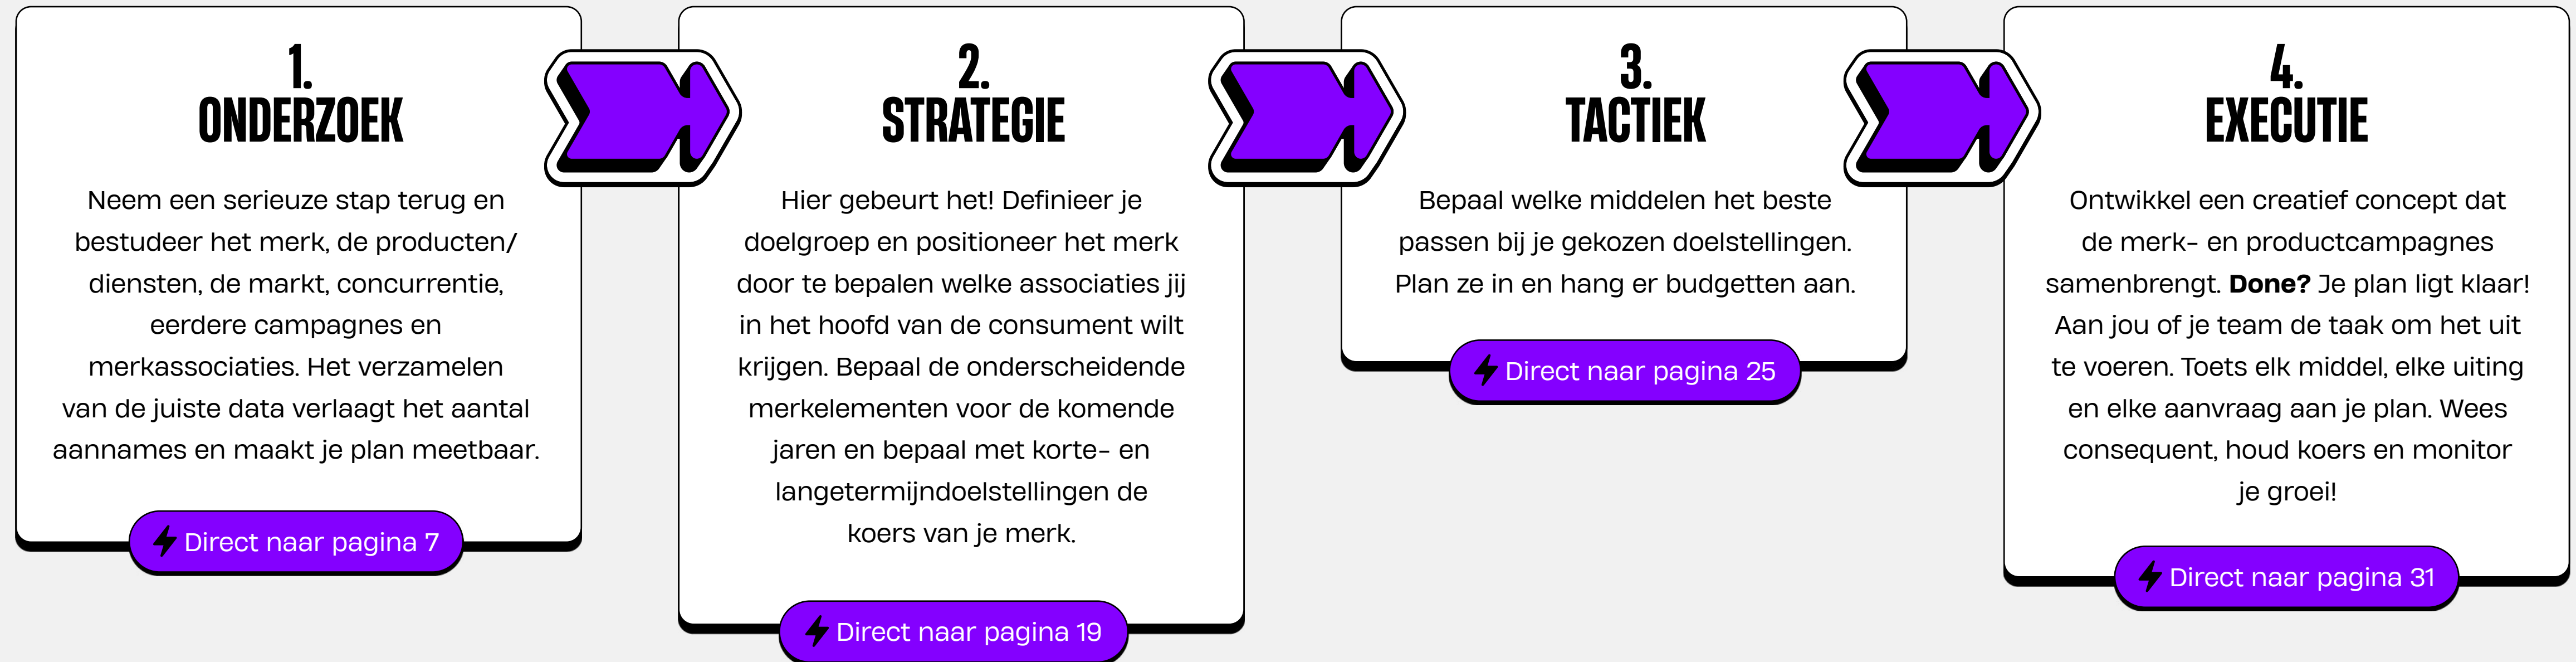 1.
ONDERZOEK
Neem een serieuze stap terug en
bestudeer het merk, de producten/
diensten, de markt, concurrentie,
eerdere campagnes en
merkassociaties. Het verzamelen
van de juiste data verlaagt het aantal
aannames en maakt je plan meetbaar.
Direct naar pagina 7
2.
STRATEGIE
Hier gebeurt het! Definieer je
doelgroep en positioneer het merk
door te bepalen welke associaties jij
in het hoofd van de consument wilt
krijgen. Bepaal de onderscheidende
merkelementen voor de komende
jaren en bepaal met korte- en
langetermijndoelstellingen de
koers van je merk.
Direct naar pagina 19
3.
TACTIEK
Bepaal welke middelen het beste
passen bij je gekozen doelstellingen.
Plan ze in en hang er budgetten aan.
Direct naar pagina 25
4.
EXECUTIE
Ontwikkel een creatief concept dat
de merk- en productcampagnes
samenbrengt. Done? Je plan ligt klaar!
Aan jou of je team de taak om het uit
te voeren. Toets elk middel, elke uiting
en elke aanvraag aan je plan. Wees
consequent, houd koers en monitor
je groei!
Direct naar pagina 31